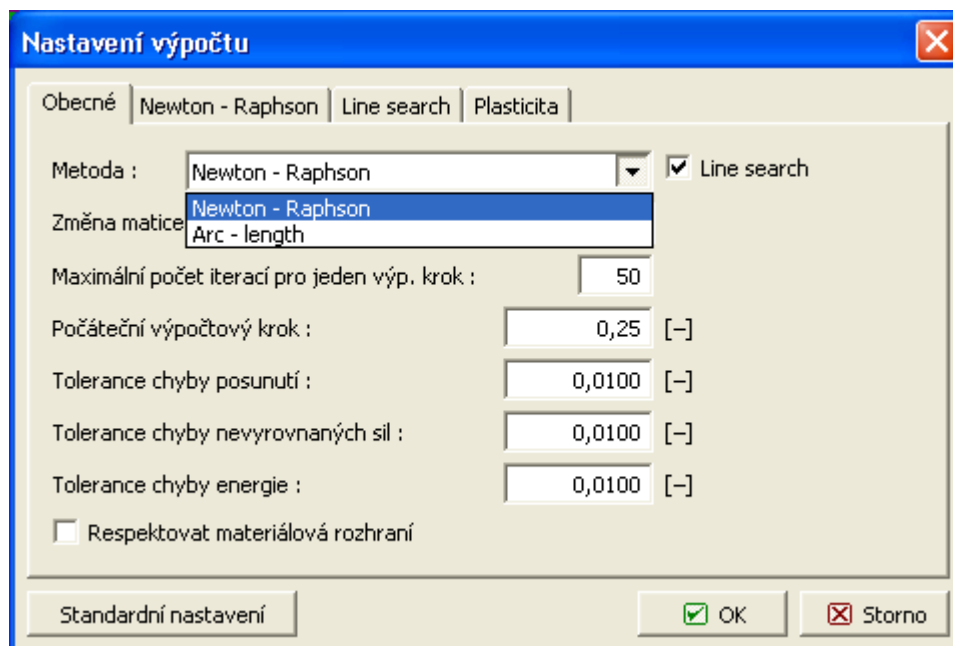 Nastavení výpočtu
Obecné Newton - Raphson Line search Plasticita
Metoda : Newton - Raphson Line search
Newton - Raphson
Změna matice
Arc - length
Maximální počet iterací pro jeden výp. krok : 50
Počáteční výpočtový krok : 0,25 [–]
Tolerance chyby posunutí : 0,0100 [–]
Tolerance chyby nevyrovnaných sil : 0,0100 [–]
Tolerance chyby energie : 0,0100 [–]
Respektovat materiálová rozhraní
Standardní nastavení OK Storno